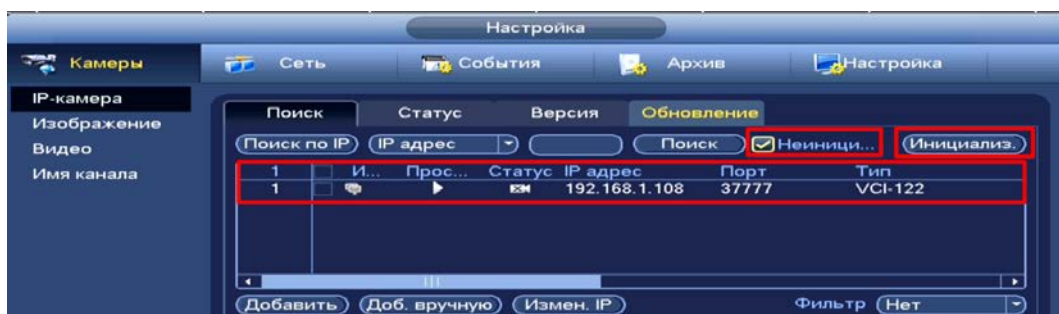 Настройка
Камеры Сеть События Архив Настройка
IP-камера
Изображение
Видео
Имя канала
Поиск Статус Версия Обновление
Поиск по IP IP адрес Поиск Неиници... Инициализ.
1 И... Прос... Статус IP адрес Порт Тип
1 192.168.1.108 37777 VCI-122
Добавить Доб. вручную Измен. IP Фильтр Нет